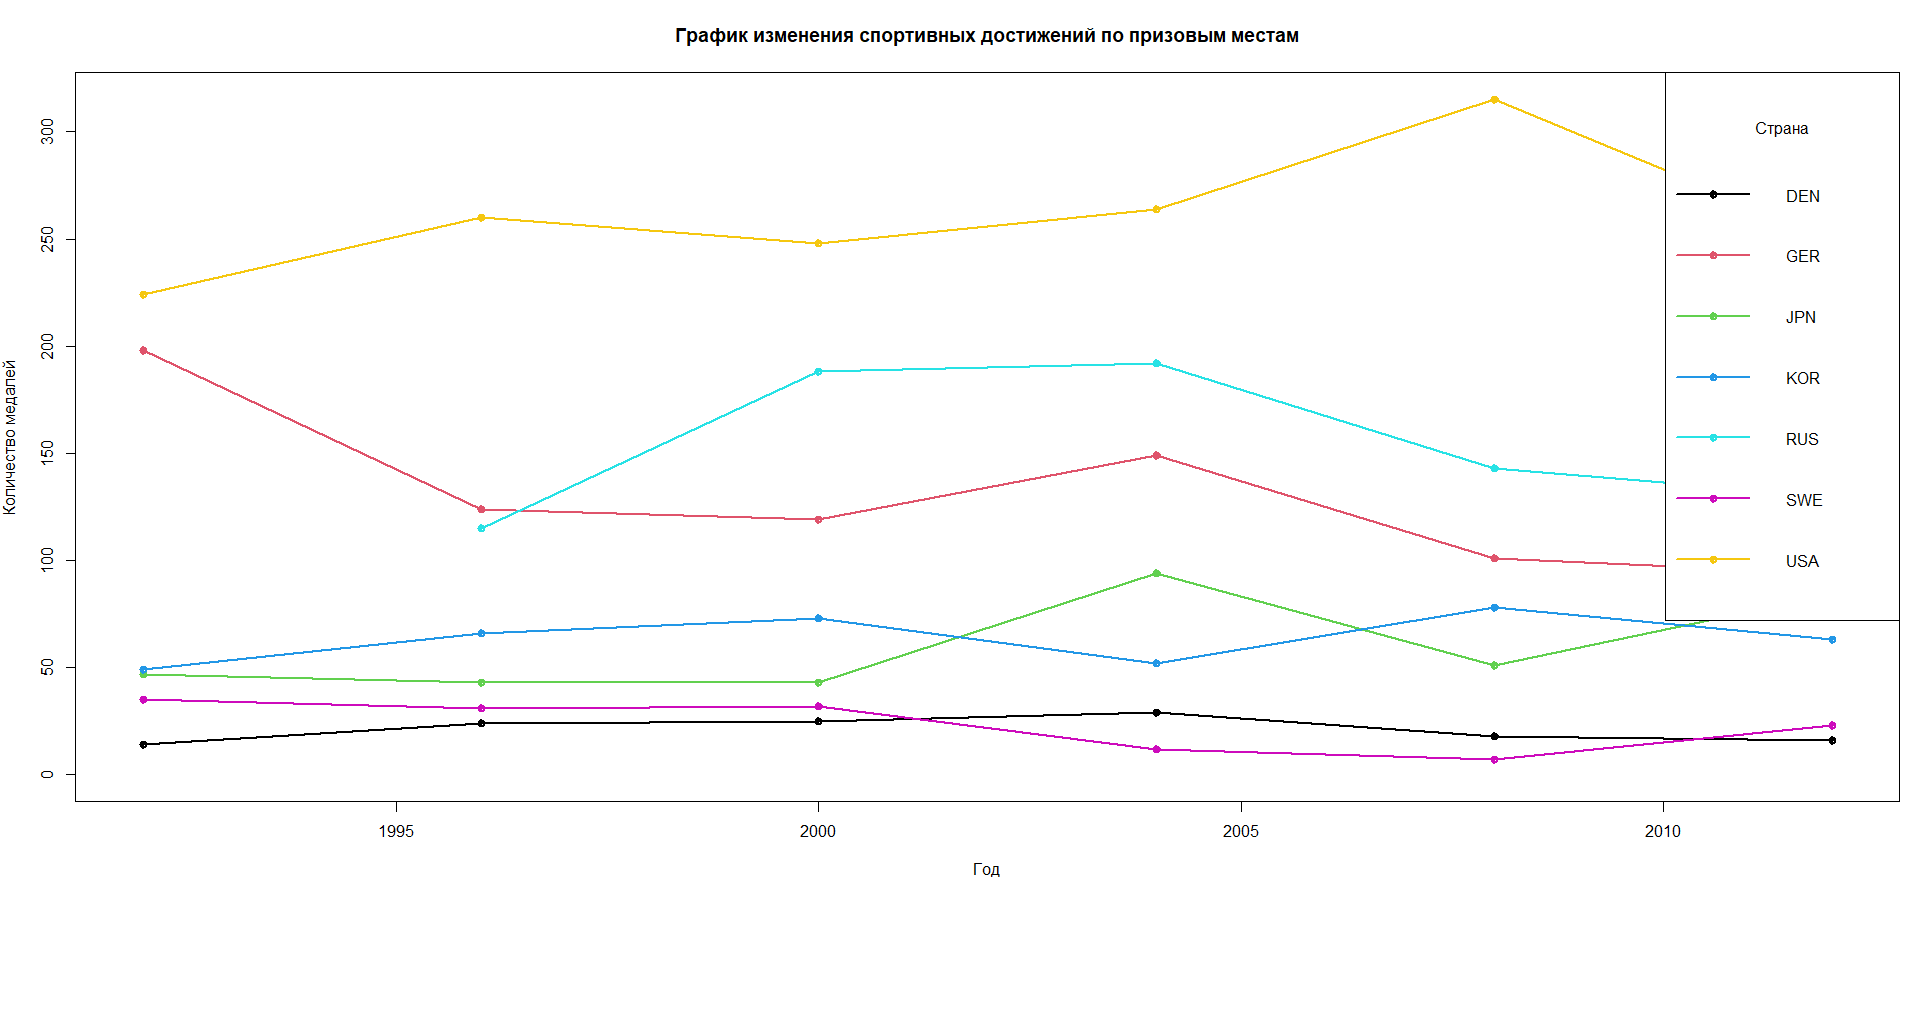 График изменения спортивных достижений по призовым местам
Количество медалей
300
250
200
150
100
50
0
1995
2000
2005
2010
Год
Страна
DEN
GER
JPN
KOR
RUS
SWE
USA